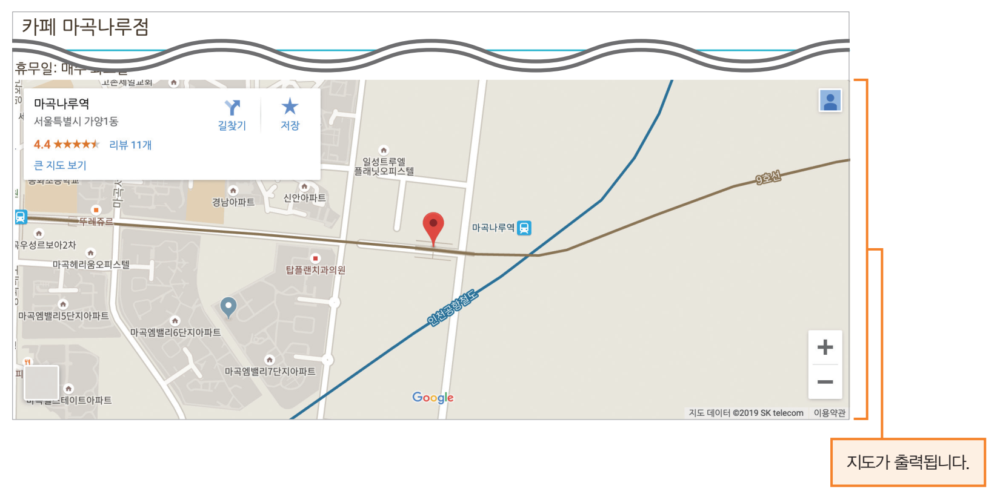 카페 마곡나루점
휴무일: 매주
마곡나루역
서울특별시 가양1동
4.4
리뷰 11개
큰 지도 보기
길찾기
저장
일성트루엘
플래닛오피스텔
9호선
경남아파트
신안아파트
뚜레쥬르
마곡나루역
우성르보아2차
마곡헤리움오피스텔
탑플랜치과의원
인천공항철도
마곡엠밸리5단지아파트
마곡엠밸리6단지아파트
마곡엠밸리7단지아파트
테이트아파트
Google
지도 데이터 ©2019 SK telecom
이용약관
지도가 출력됩니다.